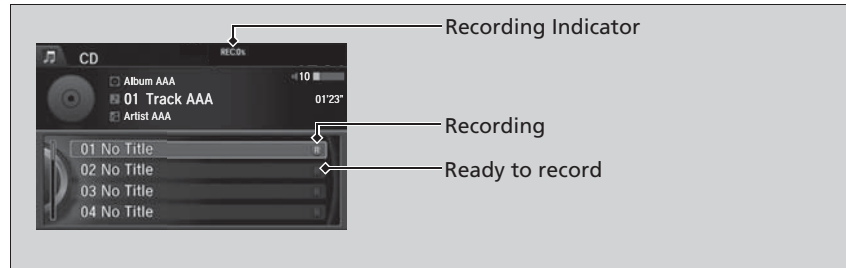 Recording Indicator
CD
Album AAA
10
01 Track AAA
01'23"
Artist AAA
Recording
01 No Title
R
Ready to record
02 No Title
03 No Title
R
04 No Title
R